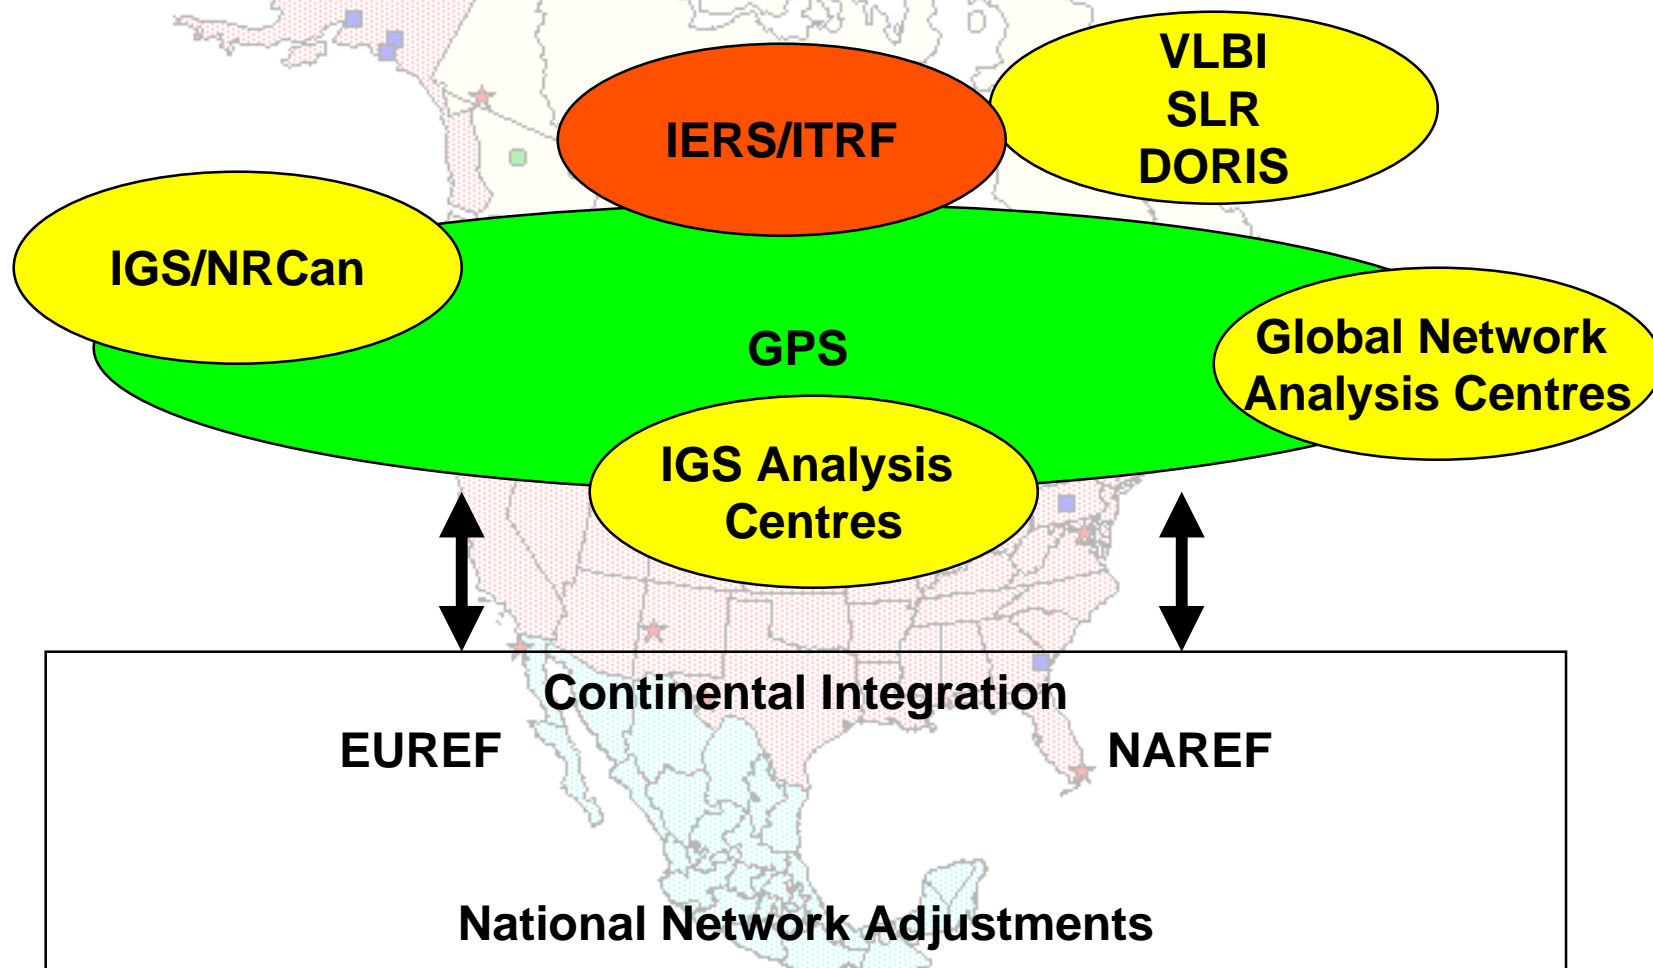 VLBI
SLR
DORIS
IERS/ITRF
IGS/NRCan
GPS
Global Network
Analysis Centres
IGS Analysis
Centres
Continental Integration
EUREF
NAREF
National Network Adjustments